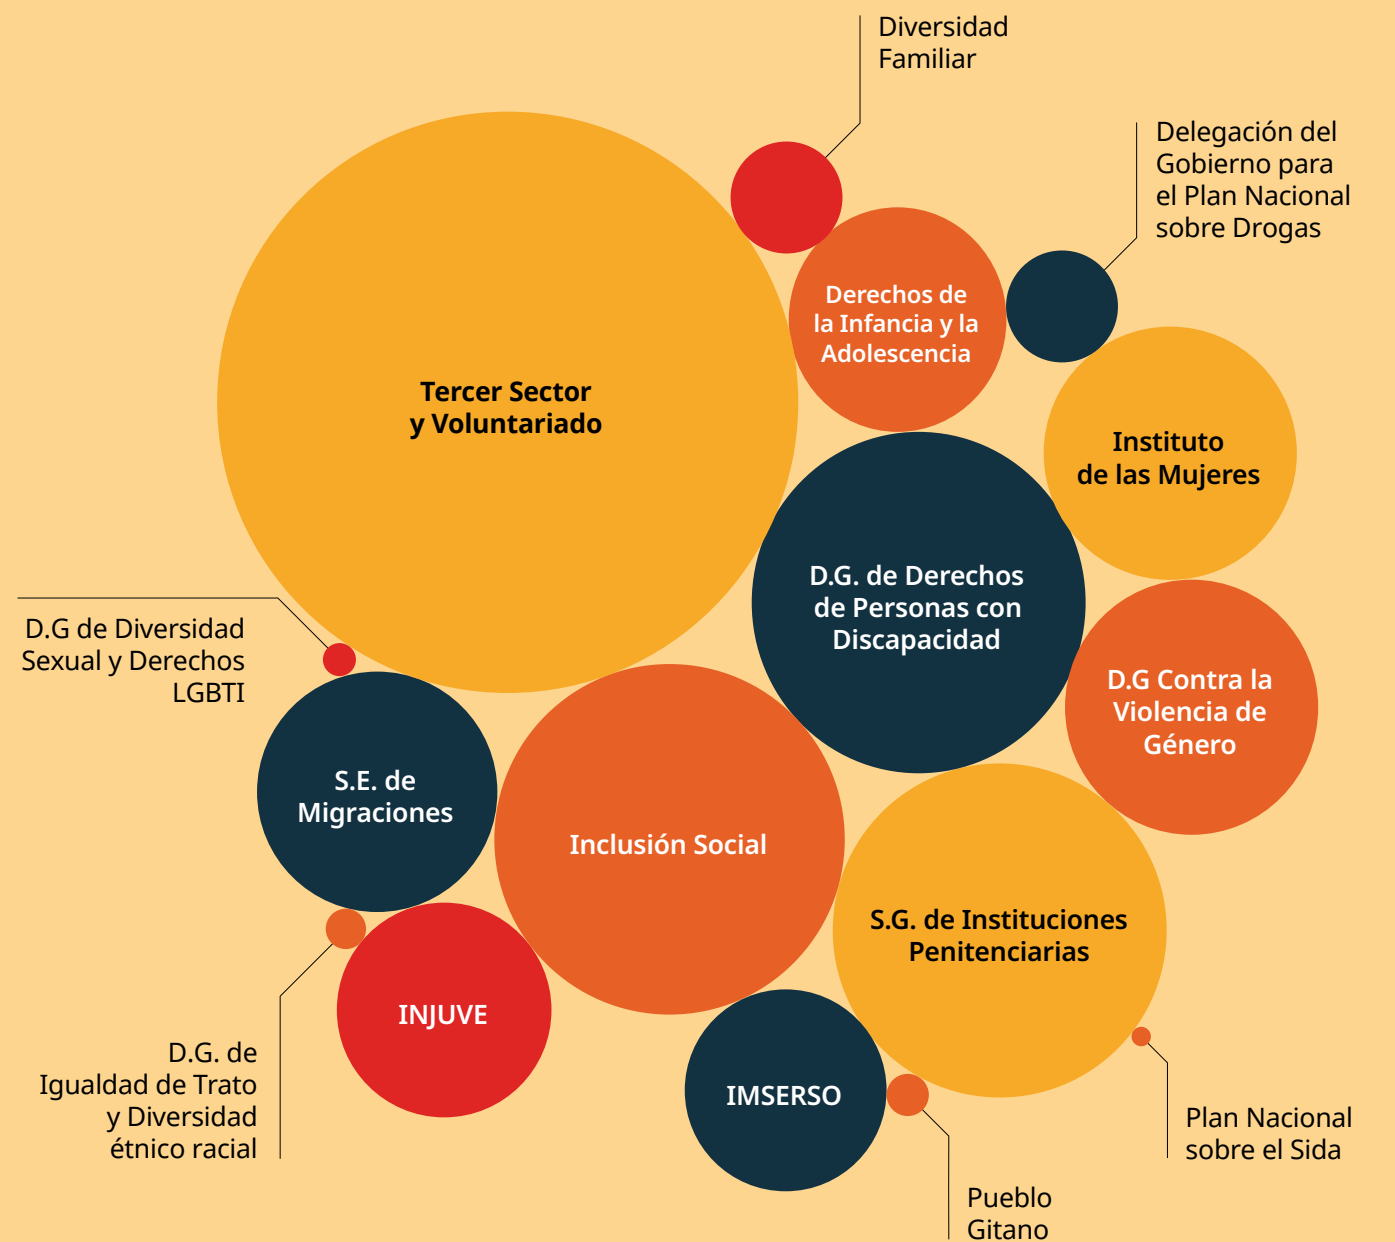 Diversidad
Familiar
Delegación del
Gobierno para
el Plan Nacional
sobre Drogas
Derechos de
la Infancia y la
Adolescencia
Tercer Sector
y Voluntariado
Instituto
de las Mujeres
D.G. de Derechos
de Personas con
Discapacidad
D.G de Diversidad
Sexual y Derechos
LGBTI
D.G Contra la
Violencia de
Género
S.E. de
Migraciones
Inclusión Social
S.G. de Instituciones
Penitenciarias
INJUVE
D.G. de
Igualdad de Trato
y Diversidad
étnico racial
IMSERSO
Plan Nacional
sobre el Sida
Pueblo
Gitano